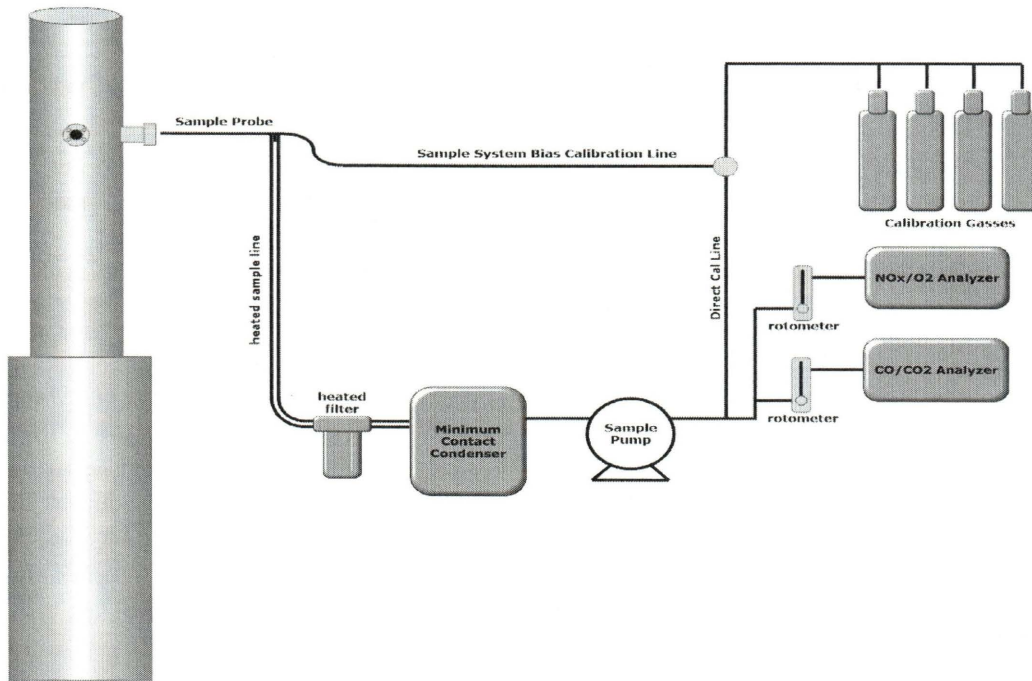 Sample Probe
Sample System Bias Calibration Line
Calibration Gasses
heated sample line
Direct Cal Line
NOx/O2 Analyzer
rotometer
CO/CO2 Analyzer
rotometer
heated
filter
Minimum
Contact
Condenser
Sample
Pump